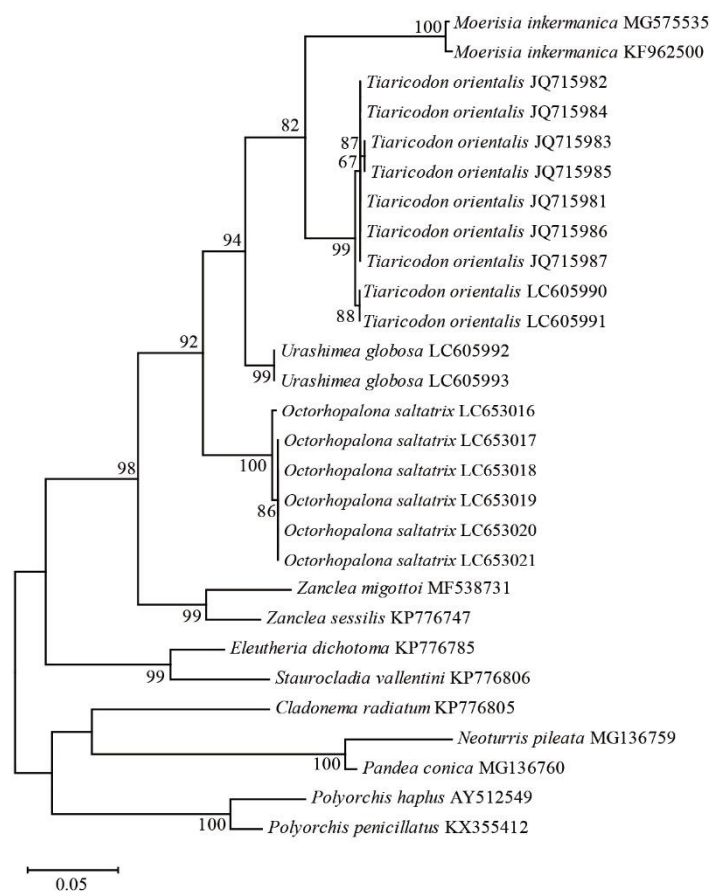 100
Moerisia inkermanica MG575535
Moerisia inkermanica KF962500
Tiaricodon orientalis JQ715982
Tiaricodon orientalis JQ715984
82
87
Tiaricodon orientalis JQ715983
67
Tiaricodon orientalis JQ715985
Tiaricodon orientalis JQ715981
Tiaricodon orientalis JQ715986
94
99
Tiaricodon orientalis JQ715987
Tiaricodon orientalis LC605990
88
Tiaricodon orientalis LC605991
92
Urashimea globosa LC605992
99
Urashimea globosa LC605993
Octorhopalona saltatrix LC653016
Octorhopalona saltatrix LC653017
98
100
Octorhopalona saltatrix LC653018
Octorhopalona saltatrix LC653019
86
Octorhopalona saltatrix LC653020
Octorhopalona saltatrix LC653021
Zanclea migottoi MF538731
99
Zanclea sessilis KP776747
Eleutheria dichotoma KP776785
99
Staurocladia vallentini KP776806
Cladonema radiatum KP776805
Neoturris pileata MG136759
100
Pandea conica MG136760
Polyorchis haplus AY512549
100
Polyorchis penicillatus KX355412
0.05